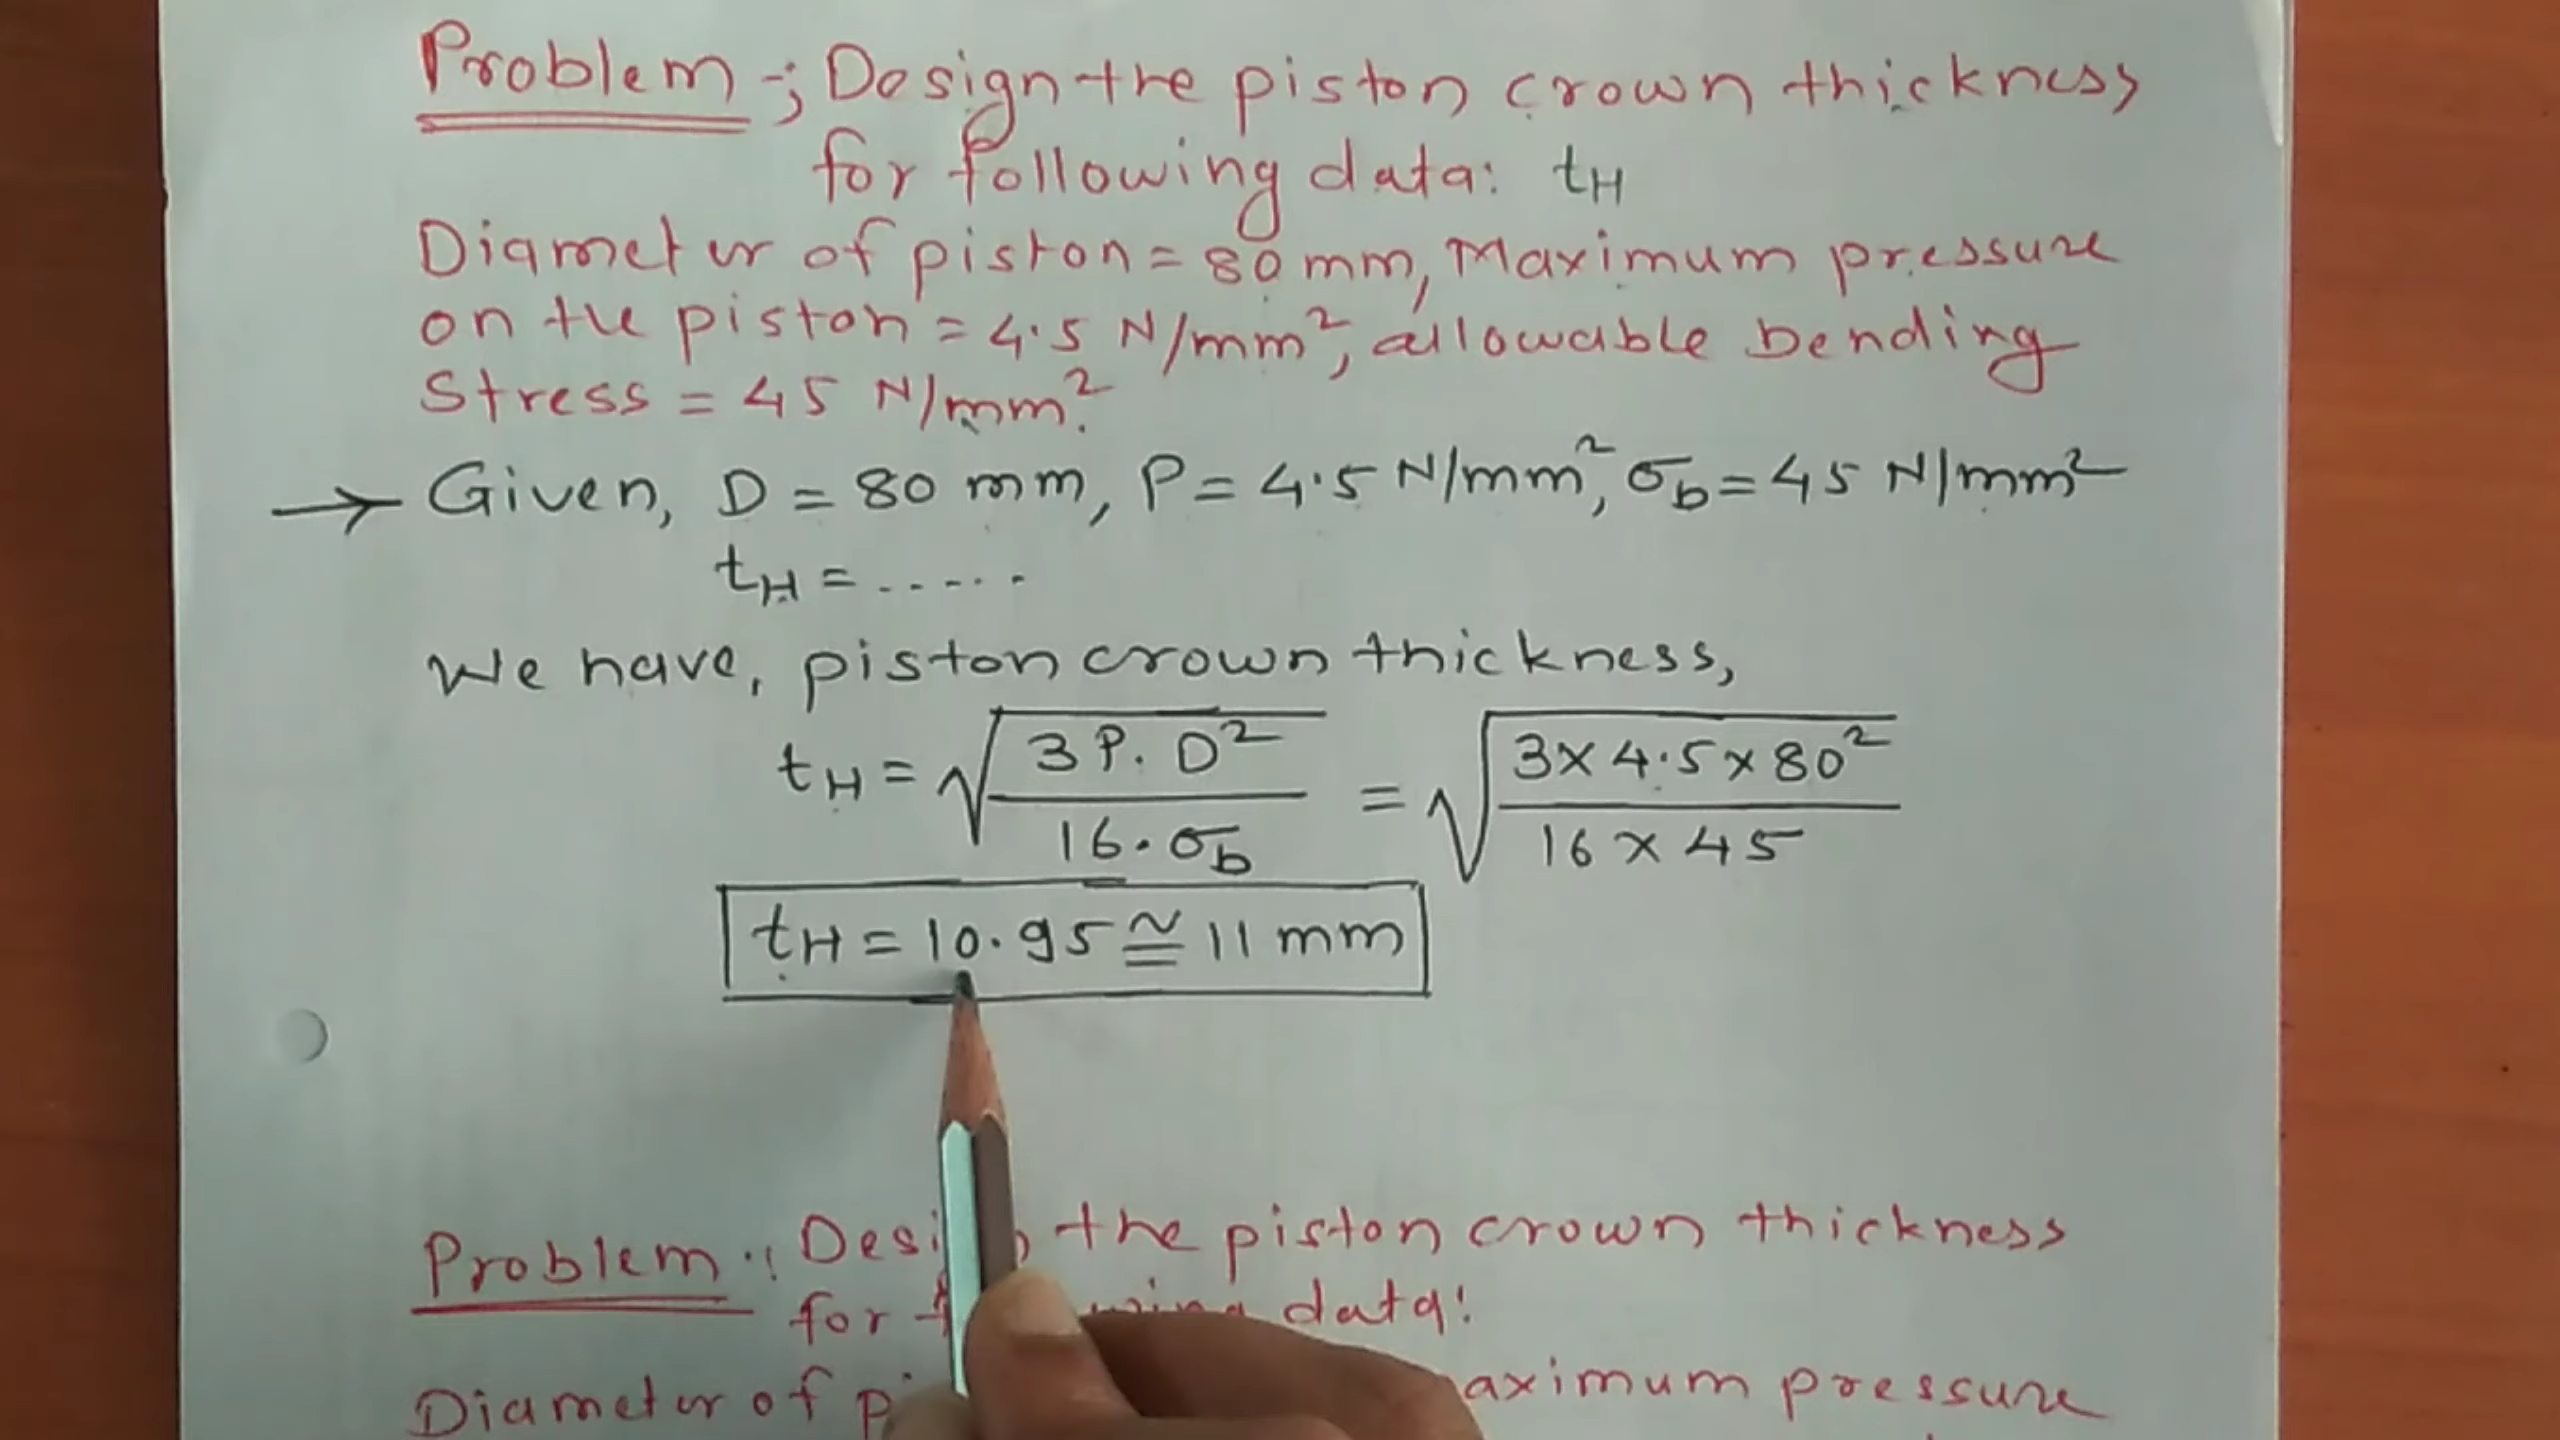 Problem -; Design the piston crown thickness
for following data: tH
Diameter of piston = 80 mm, Maximum pressure
on the piston = 4.5 N/mm², allowable bending
Stress = 45 N/mm².
→ Given, D = 80 mm, P = 4.5 N/mm², σb = 45 N/mm²
tH = .....
We have, piston crown thickness,
tH = √(3P. D² / 16. σb) = √(3 x 4.5 x 80² / 16 x 45)
tH = 10.95 ≅ 11 mm
Problem : the piston crown thickness
for data:
Diameter of pressure